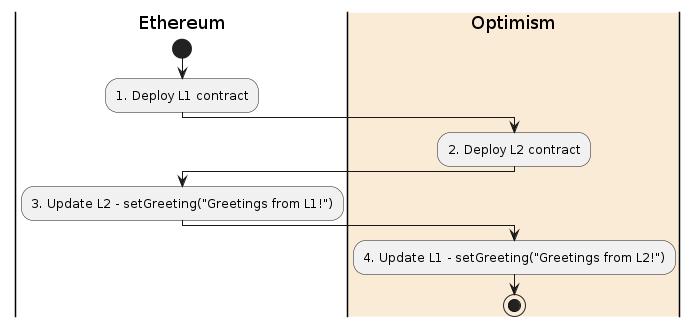 Ethereum
Optimism
1. Deploy L1 contract
2. Deploy L2 contract
3. Update L2 - setGreeting("Greetings from L1!")
4. Update L1 - setGreeting("Greetings from L2!")